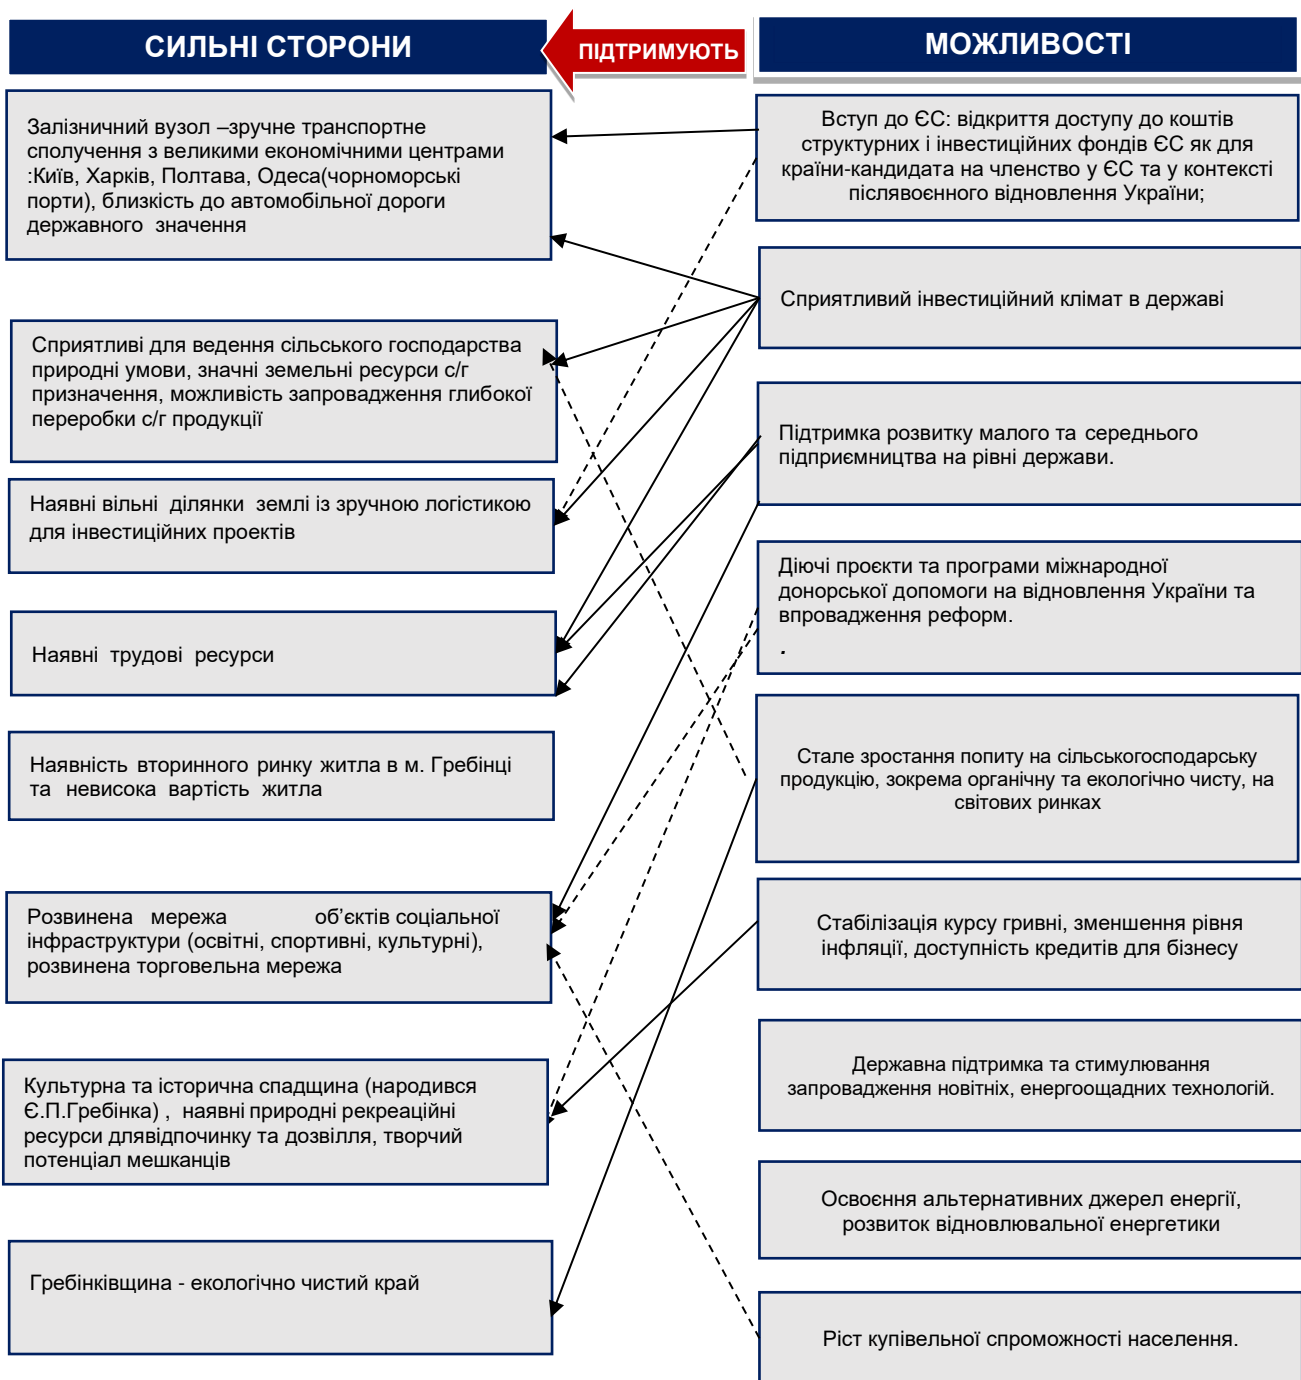 СИЛЬНІ СТОРОНИ
ПІДТРИМУЮТЬ
МОЖЛИВОСТІ
Залізничний вузол –зручне транспортне
сполучення з великими економічними центрами
:Київ, Харків, Полтава, Одеса(чорноморські
порти), близкість до автомобільної дороги
державного значення
Сприятливі для ведення сільського господарства
природні умови, значні земельні ресурси с/г
призначення, можливість запровадження глибокої
переробки с/г продукції
Наявні вільні ділянки землі із зручною логістикою
для інвестиційних проектів
Наявні трудові ресурси
Наявність вторинного ринку житла в м. Гребінці
та невисока вартість житла
Розвинена мережа об’єктів соціальної
інфраструктури (освітні, спортивні, культурні),
розвинена торговельна мережа
Культурна та історична спадщина (народився
Є.П.Гребінка) , наявні природні рекреаційні
ресурси длявідпочинку та дозвілля, творчий
потенціал мешканців
Гребінківщина - екологічно чистий край
Вступ до ЄС: відкриття доступу до коштів
структурних і інвестиційних фондів ЄС як для
країни-кандидата на членство у ЄС та у контексті
післявоєнного відновлення України;
Сприятливий інвестиційний клімат в державі
Підтримка розвитку малого та середнього
підприємництва на рівні держави.
Діючі проєкти та програми міжнародної
донорської допомоги на відновлення України та
впровадження реформ.
.
Стале зростання попиту на сільськогосподарську
продукцію, зокрема органічну та екологічно чисту, на
світових ринках
Стабілізація курсу гривні, зменшення рівня
інфляції, доступність кредитів для бізнесу
Державна підтримка та стимулювання
запровадження новітніх, енергоощадних технологій.
Освоєння альтернативних джерел енергії,
розвиток відновлювальної енергетики
Ріст купівельної спроможності населення.